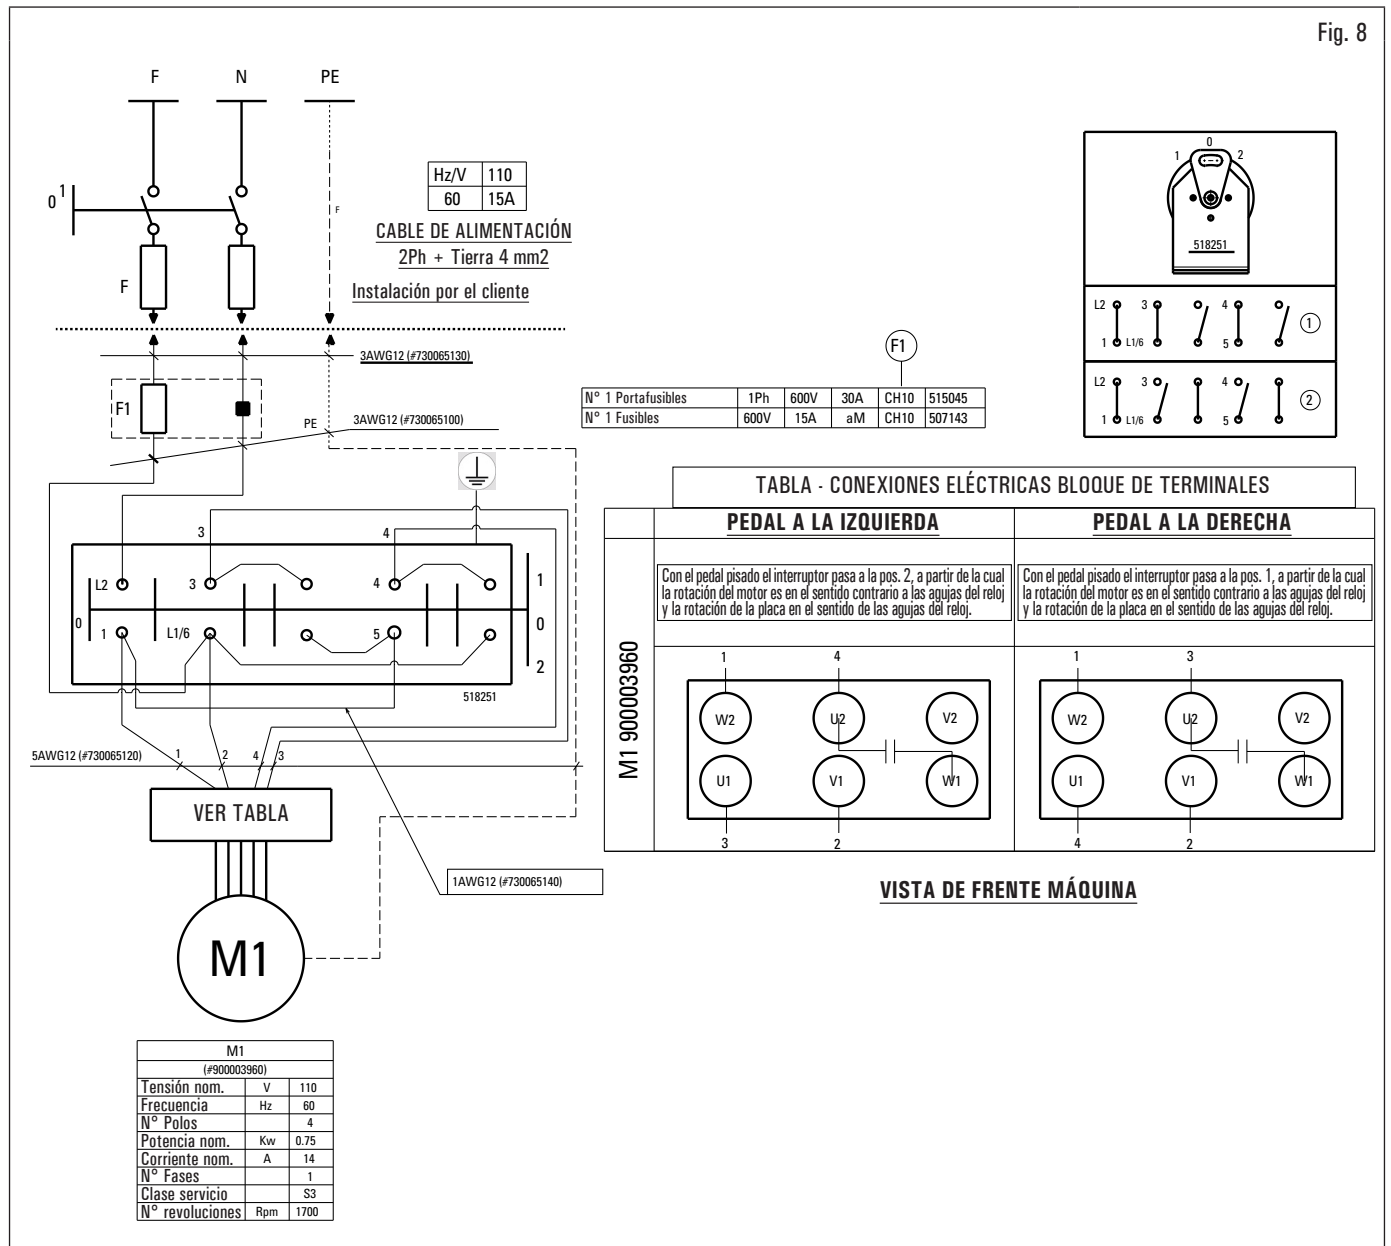 Fig. 8
F N PE
0 1
F
F
Hz/V 110
60 15A
CABLE DE ALIMENTACIÓN
2Ph + Tierra 4 mm2
Instalación por el cliente
1 0 2
518251
L2 3 4
1 L1/6 5
1
L2 3 4
1 L1/6 5
2
3AWG12 (#730065130)
F1
PE
3AWG12 (#730065100)
F1
N° 1 Portafusibles 1Ph 600V 30A CH10 515045
N° 1 Fusibles 600V 15A aM CH10 507143
3 4
L2 3 4 1
0 0
1 L1/6 5 2
518251
5AWG12 (#730065120) 1 2 4 3
VER TABLA
1AWG12 (#730065140)
M1
TABLA - CONEXIONES ELÉCTRICAS BLOQUE DE TERMINALES
PEDAL A LA IZQUIERDA PEDAL A LA DERECHA
M1 900003960
Con el pedal pisado el interruptor pasa a la pos. 2, a partir de la cual
la rotación del motor es en el sentido contrario a las agujas del reloj
y la rotación de la placa en el sentido de las agujas del reloj.
Con el pedal pisado el interruptor pasa a la pos. 1, a partir de la cual
la rotación del motor es en el sentido contrario a las agujas del reloj
y la rotación de la placa en el sentido de las agujas del reloj.
1 4
W2 U2 V2
U1 V1 W1
3 2
1 3
W2 U2 V2
U1 V1 W1
4 2
VISTA DE FRENTE MÁQUINA
M1
(#900003960)
Tensión nom. V 110
Frecuencia Hz 60
N° Polos 4
Potencia nom. Kw 0.75
Corriente nom. A 14
N° Fases 1
Clase servicio S3
N° revoluciones Rpm 1700